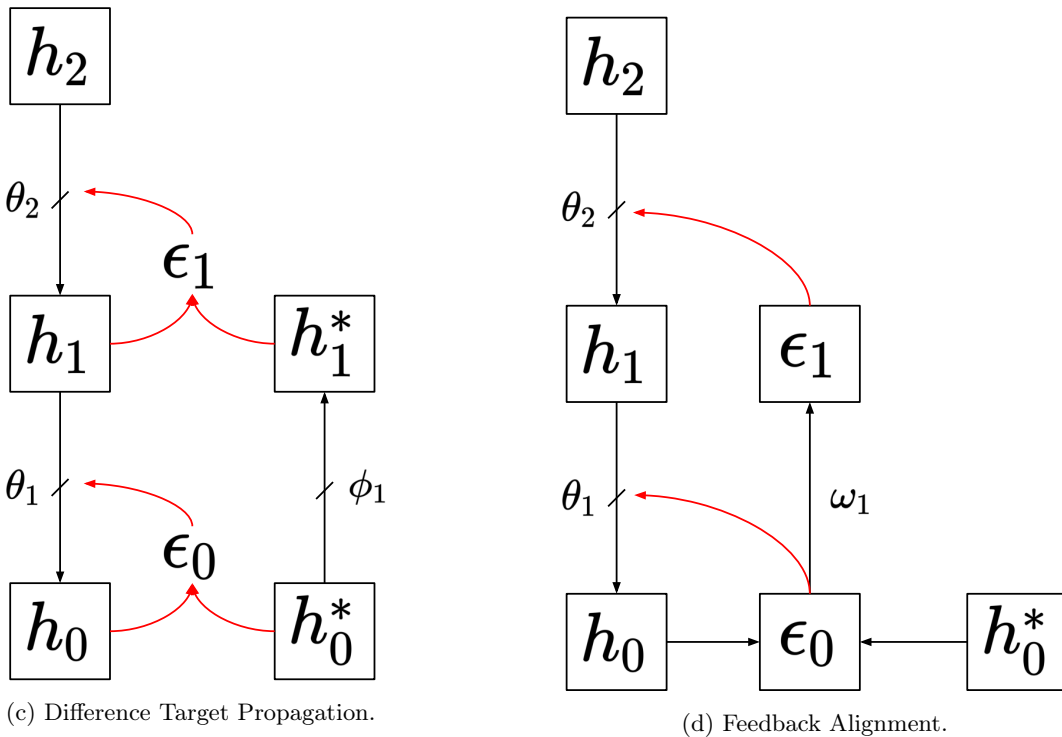 h₂
θ₂
ϵ₁
h₁
h₁*
θ₁
ϕ₁
ϵ₀
h₀
h₀*
(c) Difference Target Propagation.
h₂
θ₂
h₁
ϵ₁
θ₁
ω₁
h₀
ϵ₀
h₀*
(d) Feedback Alignment.